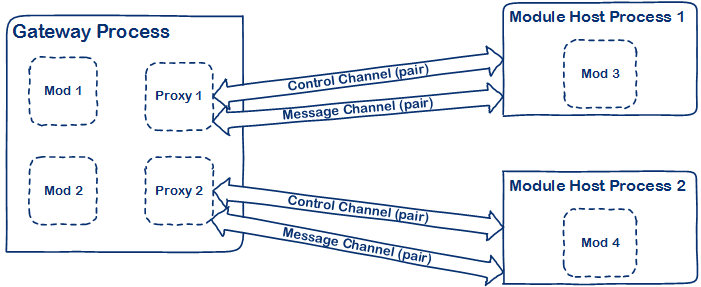 Gateway Process
Mod 1
Proxy 1
Mod 2
Proxy 2
Control Channel (pair)
Message Channel (pair)
Control Channel (pair)
Message Channel (pair)
Module Host Process 1
Mod 3
Module Host Process 2
Mod 4